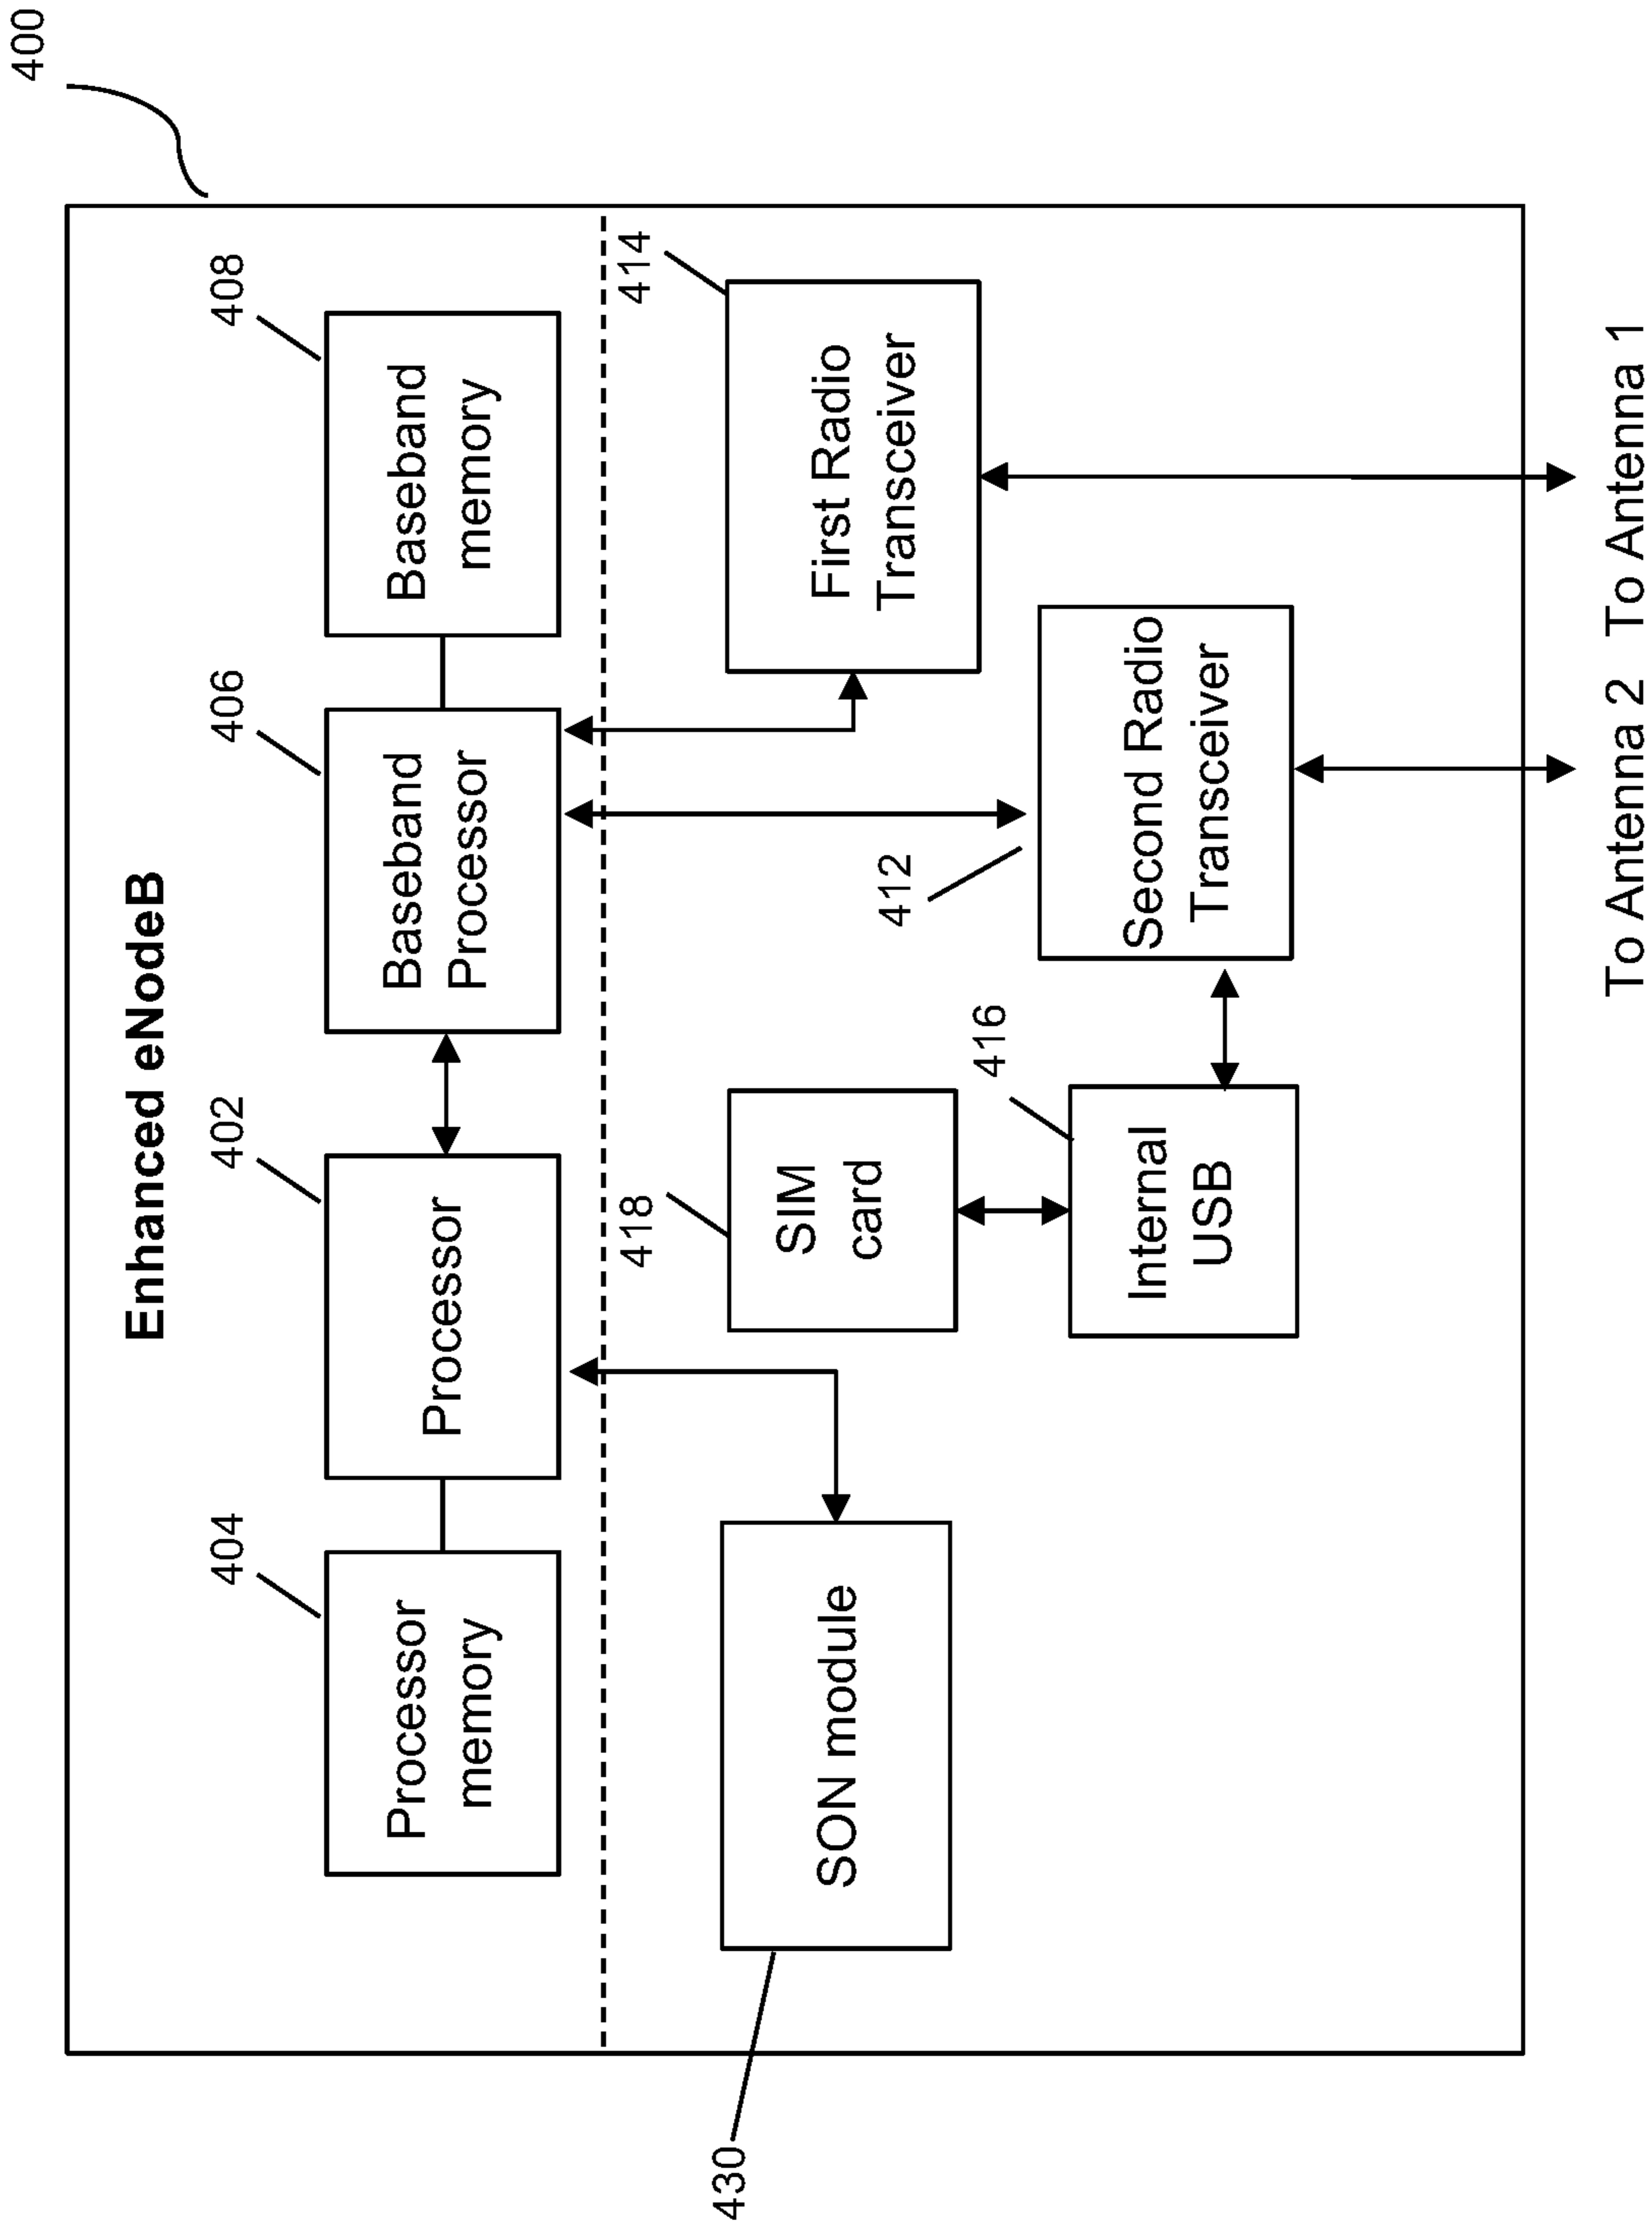 400
Enhanced eNodeB
404
402
406
408
Processor
memory
Processor
Baseband
Processor
Baseband
memory
430
418
414
SON module
SIM
card
First Radio
Transceiver
416
412
Internal
USB
Second Radio
Transceiver
To Antenna 2
To Antenna 1